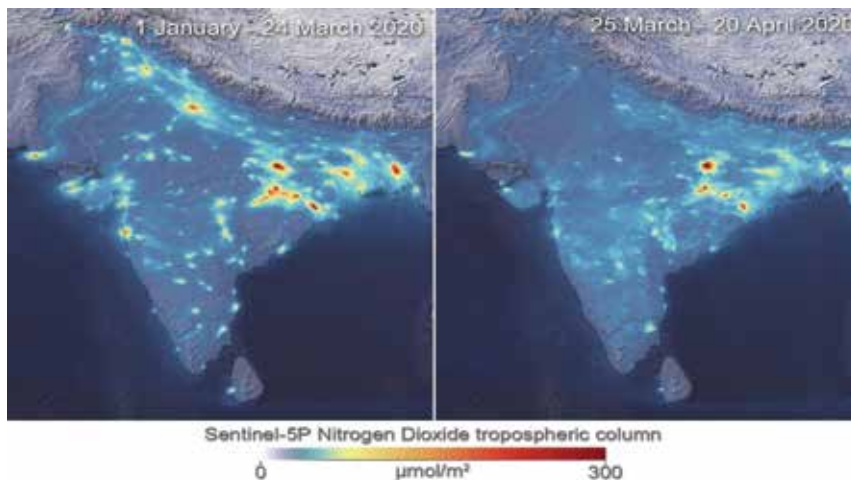 1 January - 24 March 2020
25 March - 20 April 2020
Sentinel-5P Nitrogen Dioxide tropospheric column
0 µmol/m² 300